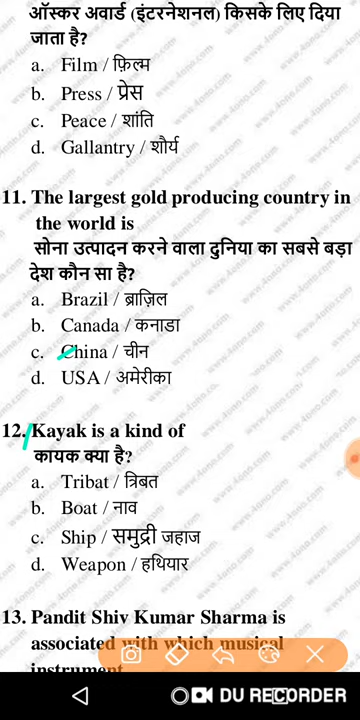 ऑस्कर अवार्ड (इंटरनेशनल) किसके लिए दिया
जाता है?
a. Film / फ़िल्म
b. Press / प्रेस
c. Peace / शांति
d. Gallantry / शौर्य
11. The largest gold producing country in
the world is
सोना उत्पादन करने वाला दुनिया का सबसे बड़ा
देश कौन सा है?
a. Brazil / ब्राज़िल
b. Canada / कनाडा
c. China / चीन
d. USA / अमेरीका
12. Kayak is a kind of
कायक क्या है?
a. Tribat / त्रिबत
b. Boat / नाव
c. Ship / समुद्री जहाज
d. Weapon / हथियार
13. Pandit Shiv Kumar Sharma is
associated with which musical
instrument
DU RECORDER